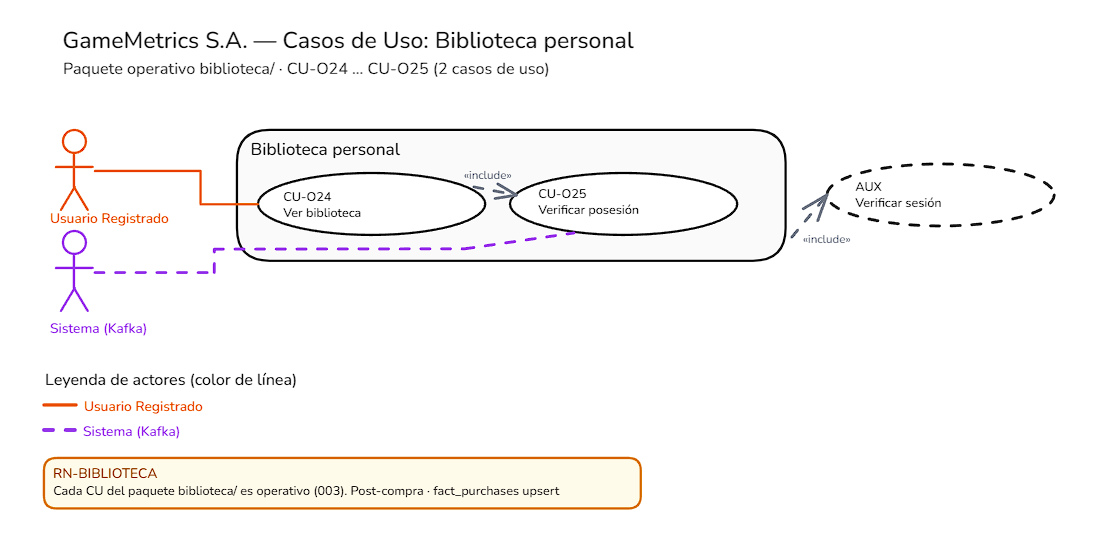 GameMetrics S.A. — Casos de Uso: Biblioteca personal
Paquete operativo biblioteca/ · CU-O24 ... CU-O25 (2 casos de uso)
Biblioteca personal
«include»
CU-O24
Ver biblioteca
CU-O25
Verificar posesión
AUX
Verificar sesión
«include»
Usuario Registrado
Sistema (Kafka)
Leyenda de actores (color de línea)
Usuario Registrado
Sistema (Kafka)
RN-BIBLIOTECA
Cada CU del paquete biblioteca/ es operativo (003). Post-compra · fact_purchases upsert